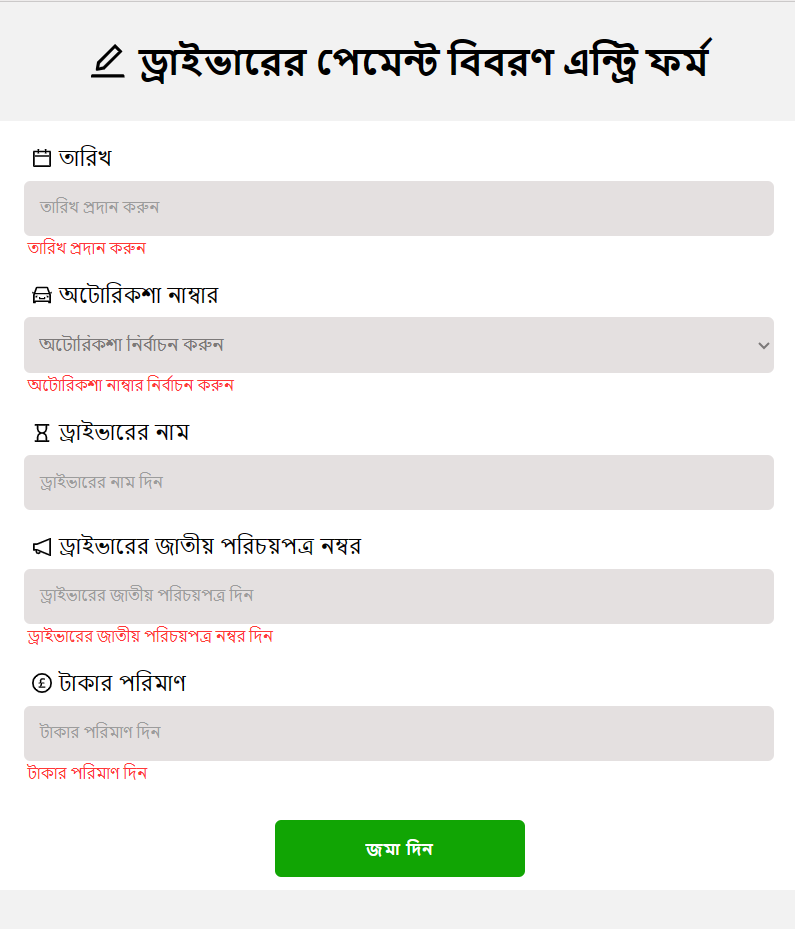 ড্রাইভারের পেমেন্ট বিবরণ এন্ট্রি ফর্ম
তারিখ
তারিখ প্রদান করুন
তারিখ প্রদান করুন
অটোরিকশা নাম্বার
অটোরিকশা নির্বাচন করুন
অটোরিকশা নাম্বার নির্বাচন করুন
ড্রাইভারের নাম
ড্রাইভারের নাম দিন
ড্রাইভারের জাতীয় পরিচয়পত্র নম্বর
ড্রাইভারের জাতীয় পরিচয়পত্র দিন
ড্রাইভারের জাতীয় পরিচয়পত্র নম্বর দিন
টাকার পরিমাণ
টাকার পরিমাণ দিন
টাকার পরিমাণ দিন
জমা দিন